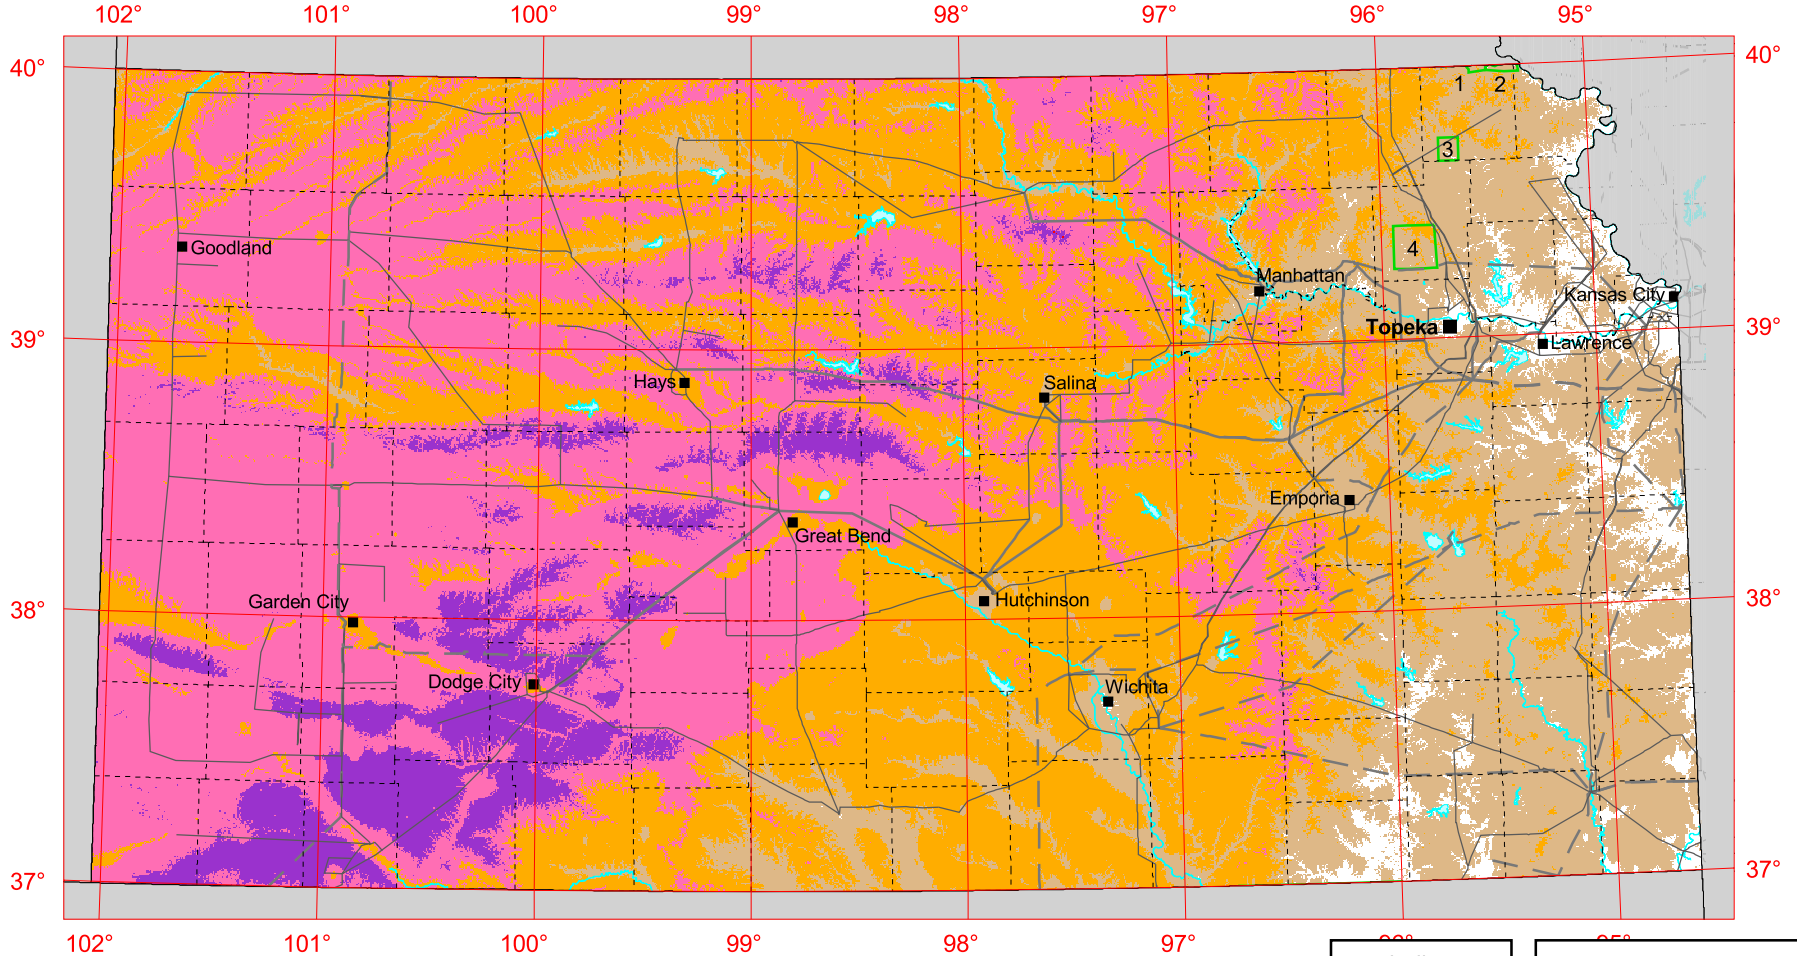 102° 101° 100° 99° 98° 97° 96° 95°
40° 40°
1 2
3
4
Goodland
Manhattan
Kansas City
Topeka
39° 39°
Lawrence
Hays
Salina
Emporia
Great Bend
38° 38°
Garden City
Hutchinson
Dodge City
Wichita
37° 37°
102° 101° 100° 99° 98° 97° 96° 95°